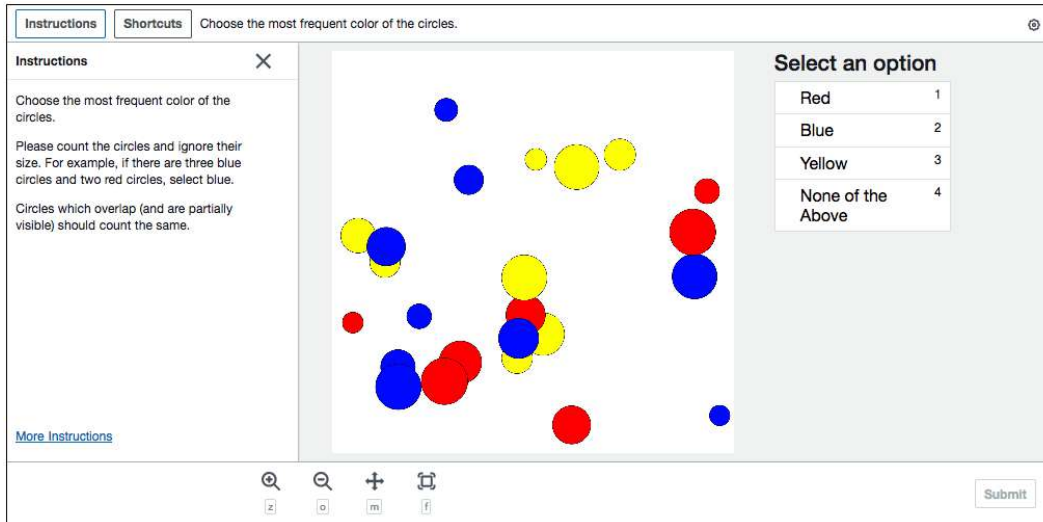 Instructions
Shortcuts
Choose the most frequent color of the circles.
Instructions
Choose the most frequent color of the
circles.
Please count the circles and ignore their
size. For example, if there are three blue
circles and two red circles, select blue.
Circles which overlap (and are partially
visible) should count the same.
More Instructions
Select an option
Red 1
Blue 2
Yellow 3
None of the 4
Above
z
o
m
f
Submit